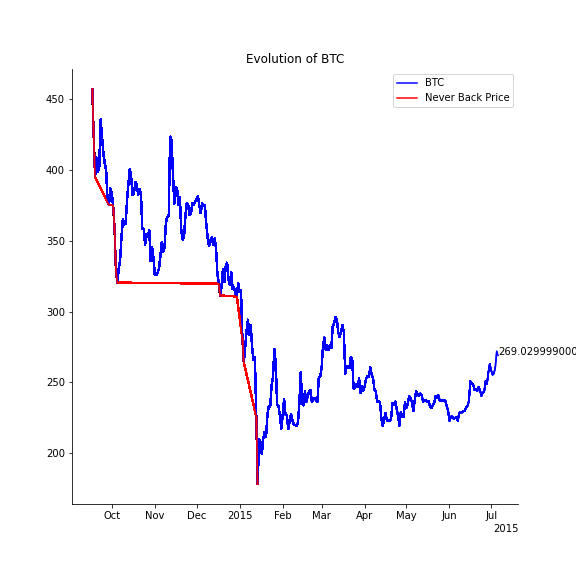 Evolution of BTC
BTC
Never Back Price
450
400
350
300
250
200
269.029999000
Oct
Nov
Dec
2015
Feb
Mar
Apr
May
Jun
Jul
2015